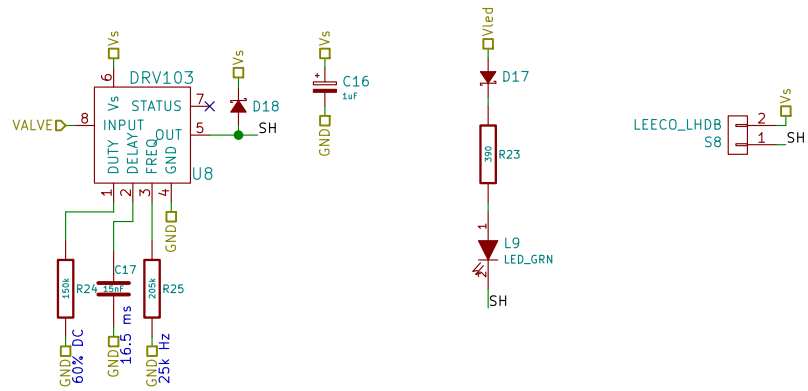 Vs
6
DRV103
Vs
STATUS
7
VALVE
8
INPUT
OUT
5
SH
DUTY
DELAY
FREQ
GND
U8
1
2
3
4
GND
Vs
D18
150k
R24
GND
60% DC
C17
15nF
GND
16.5 ms
205k
R25
GND
25k Hz
Vs
+
C16
1uF
GND
Vled
D17
390
R23
1
L9
LED_GRN
2
SH
LEECO_LHDB
S8
2
Vs
1
SH